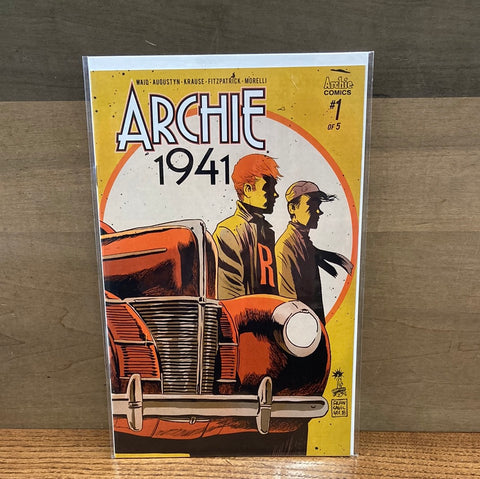 WAID • AUGUSTYN • KRAUSE • FITZPATRICK • MORELLI
Archie
COMICS
#1
OF 5
ARCHIE
1941
R